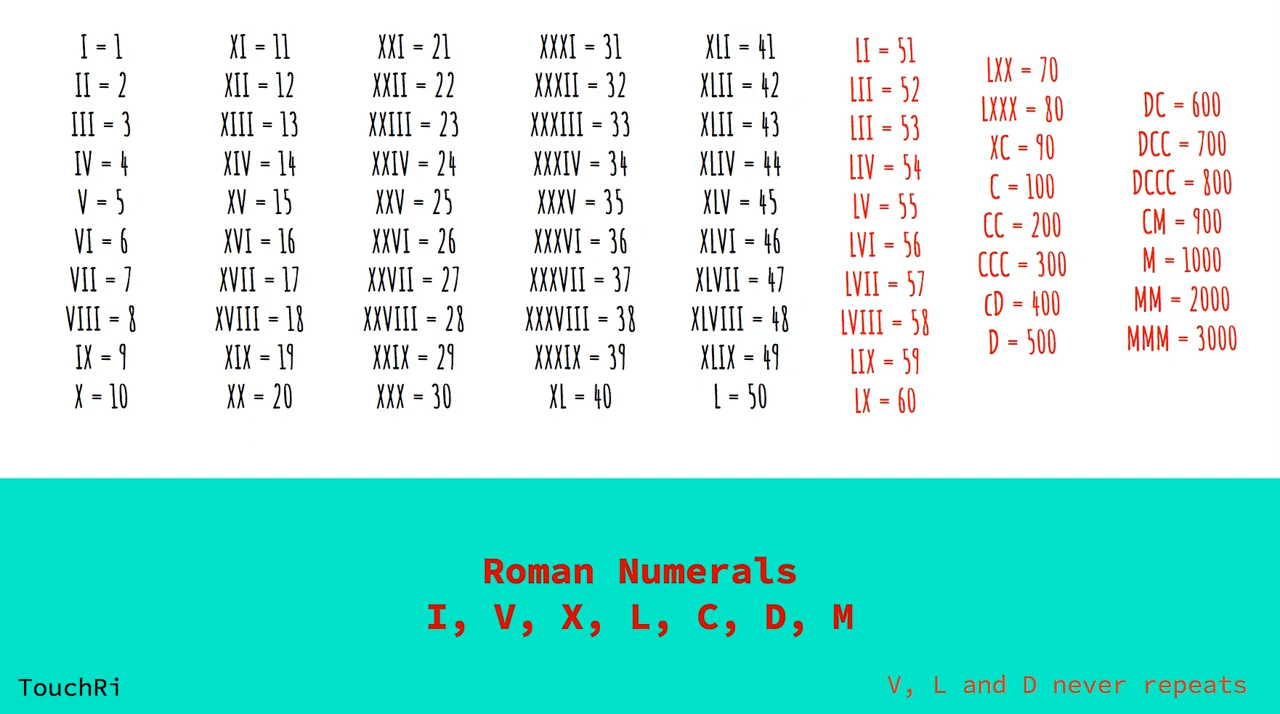 I = 1
II = 2
III = 3
IV = 4
V = 5
VI = 6
VII = 7
VIII = 8
IX = 9
X = 10
XI = 11
XII = 12
XIII = 13
XIV = 14
XV = 15
XVI = 16
XVII = 17
XVIII = 18
XIX = 19
XX = 20
XXI = 21
XXII = 22
XXIII = 23
XXIV = 24
XXV = 25
XXVI = 26
XXVII = 27
XXVIII = 28
XXIX = 29
XXX = 30
XXXI = 31
XXXII = 32
XXXIII = 33
XXXIV = 34
XXXV = 35
XXXVI = 36
XXXVII = 37
XXXVIII = 38
XXXIX = 39
XL = 40
XLI = 41
XLII = 42
XLII = 43
XLIV = 44
XLV = 45
XLVI = 46
XLVII = 47
XLVIII = 48
XLIX = 49
L = 50
LI = 51
LII = 52
LII = 53
LIV = 54
LV = 55
LVI = 56
LVII = 57
LVIII = 58
LIX = 59
LX = 60
LXX = 70
LXXX = 80
XC = 90
C = 100
CC = 200
CCC = 300
cD = 400
D = 500
DC = 600
DCC = 700
DCCC = 800
CM = 900
M = 1000
MM = 2000
MMM = 3000
Roman Numerals
I, V, X, L, C, D, M
TouchRi
V, L and D never repeats